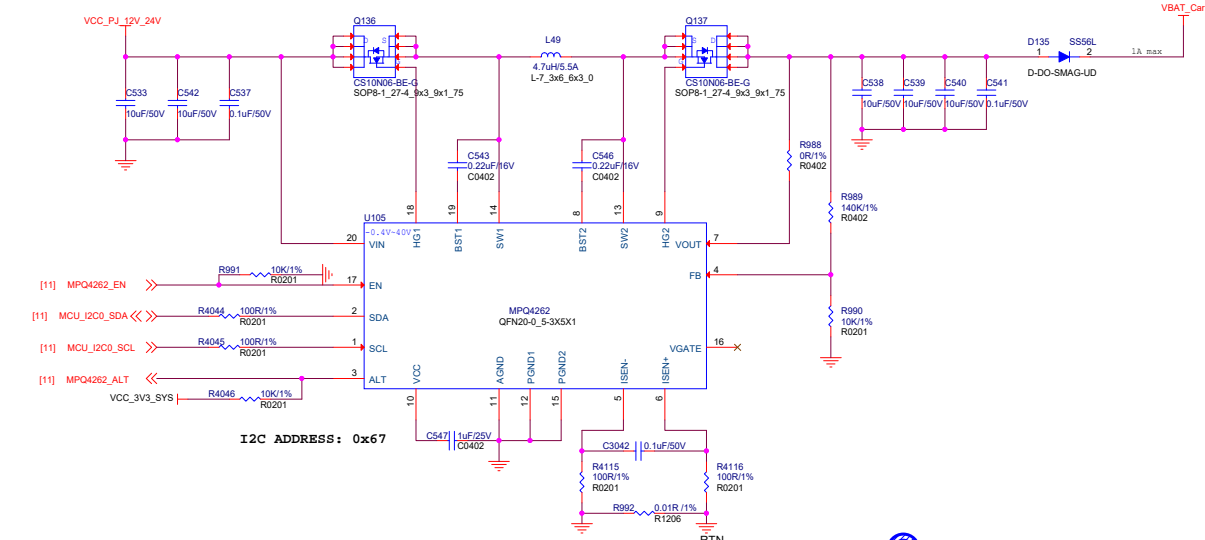 VCC_PJ_12V_24V
VBAT_Car
Q136
D S
G
CS10N06-BE-G
SOP8-1_27-4_9x3_9x1_75
L49
4.7uH/5.5A
L-7_3x6_6x3_0
Q137
S D
G
CS10N06-BE-G
SOP8-1_27-4_9x3_9x1_75
D135 SS56L
1 2
D-DO-SMAG-UD
1A max
C533
10uF/50V
C542
10uF/50V
C537
0.1uF/50V
C538
10uF/50V
C539
10uF/50V
C540
10uF/50V
C541
0.1uF/50V
C543
0.22uF/16V
C0402
C546
0.22uF/16V
C0402
R988
0R/1%
R0402
R989
140K/1%
R0402
R990
10K/1%
R0201
U105
-0.4V~40V
18 HG1
19 BST1
14 SW1
8 BST2
13 SW2
9 HG2
20 VIN
7 VOUT
4 FB
17 EN
2 SDA
1 SCL
3 ALT
16 VGATE
MPQ4262
QFN20-0_5-3X5X1
10 VCC
11 AGND
12 PGND1
15 PGND2
5 ISEN-
6 ISEN+
[11] MPQ4262_EN
R991 10K/1%
R0201
[11] MCU_I2C0_SDA
R4044 100R/1%
R0201
[11] MCU_I2C0_SCL
R4045 100R/1%
R0201
[11] MPQ4262_ALT
VCC_3V3_SYS
R4046 10K/1%
R0201
I2C ADDRESS: 0x67
C547 1uF/25V
C0402
C3042 0.1uF/50V
R4115
100R/1%
R0201
R4116
100R/1%
R0201
R992 0.01R /1%
R1206
RTN